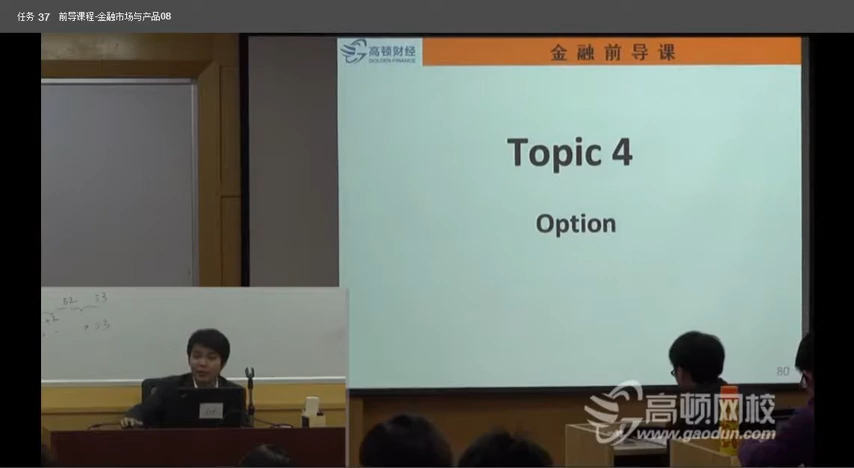 任务 37 前导课程-金融市场与产品08
高顿财经
GOLDEN FINANCE
金融前导课
Topic 4
Option
80
52 53
高顿网校
www.gaodun.com